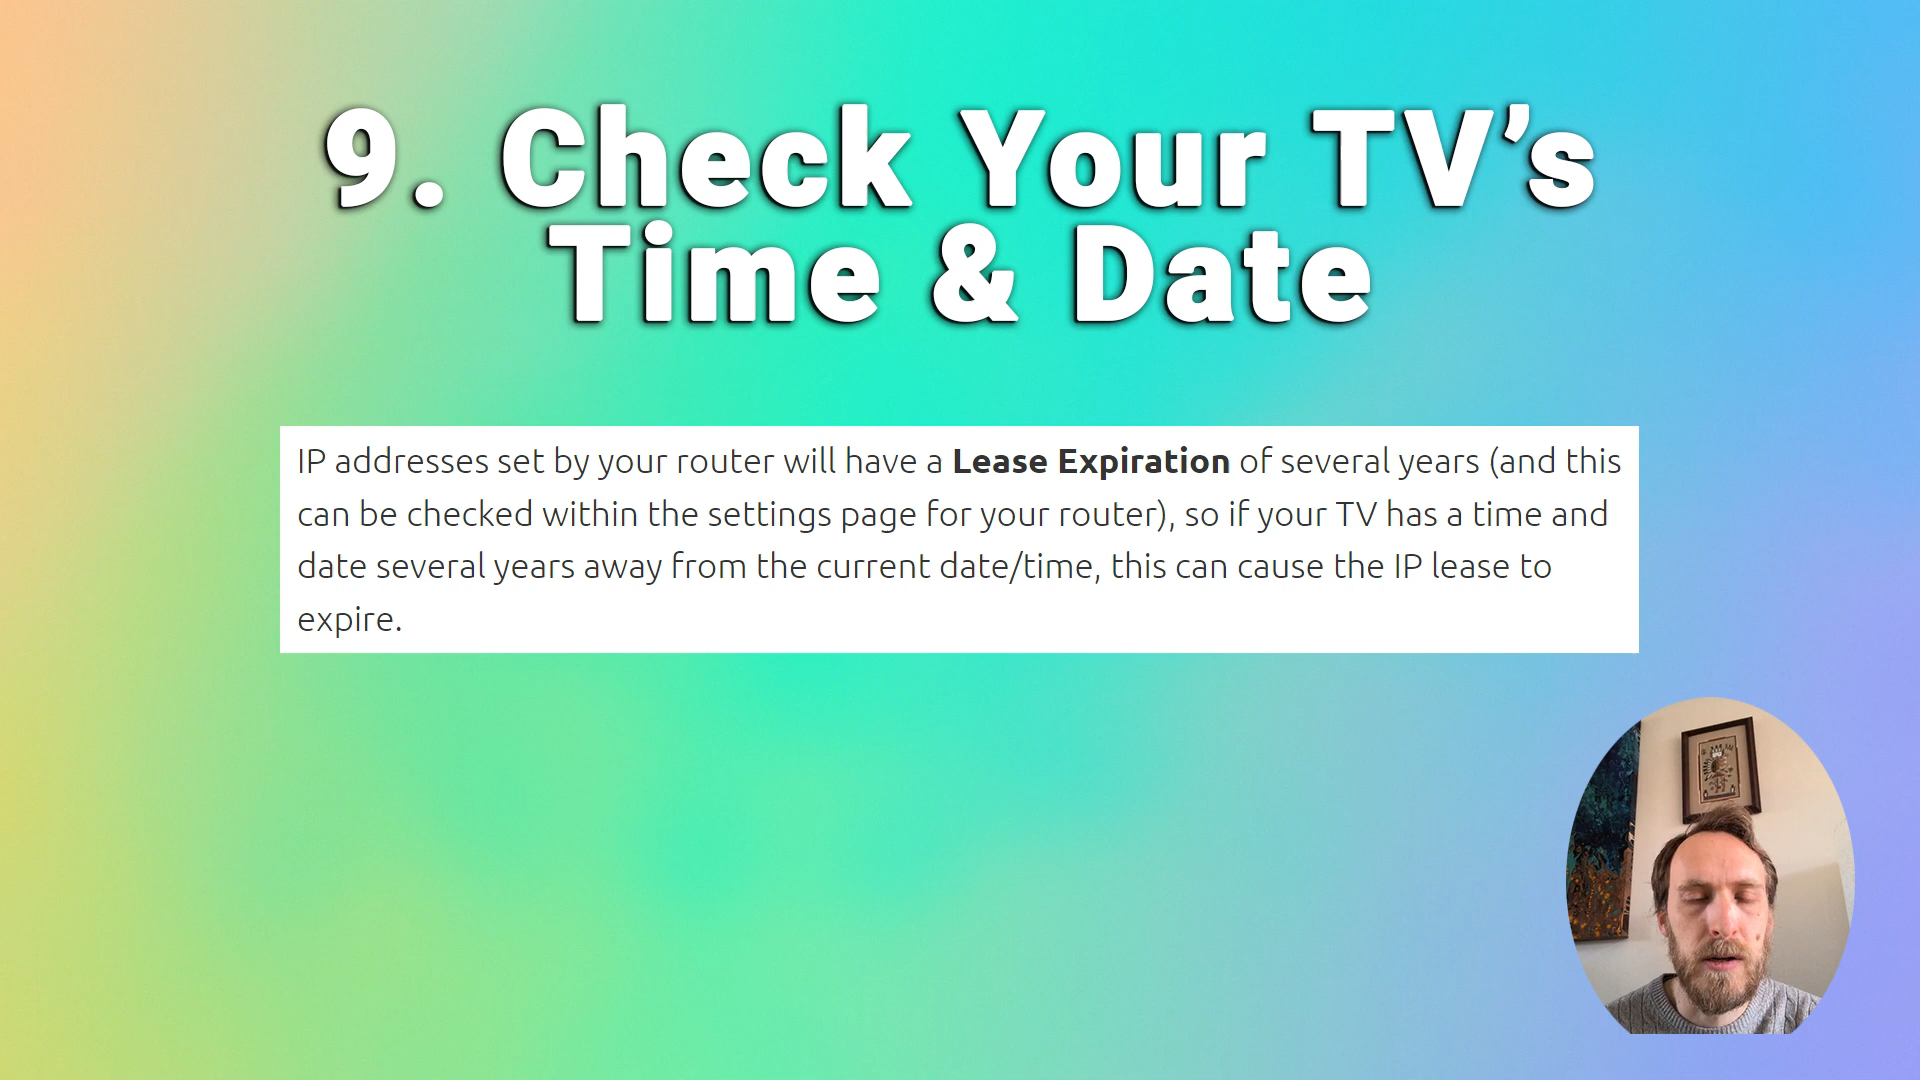 9. Check Your TV’s
Time & Date
IP addresses set by your router will have a Lease Expiration of several years (and this
can be checked within the settings page for your router), so if your TV has a time and
date several years away from the current date/time, this can cause the IP lease to
expire.